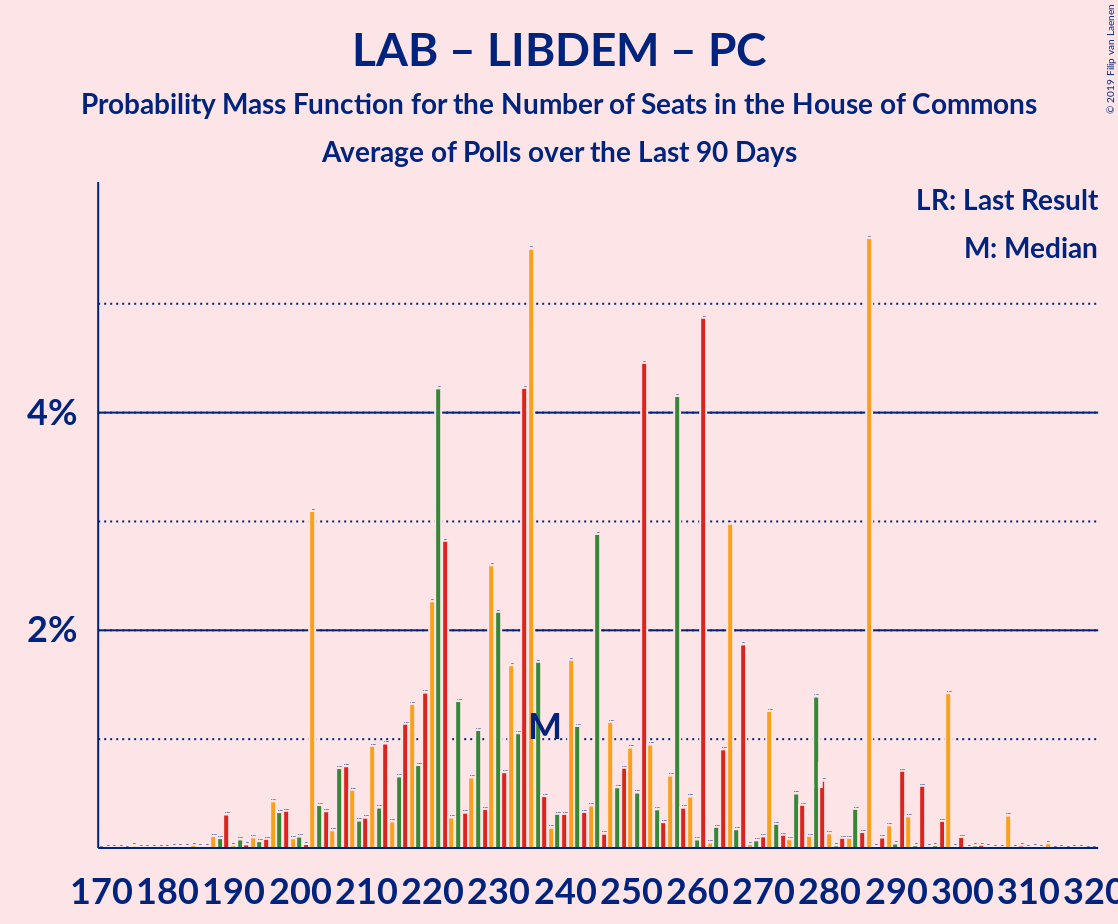 LAB – LIBDEM – PC
Probability Mass Function for the Number of Seats in the House of Commons
Average of Polls over the Last 90 Days
© 2019 Filip van Laenen
LR: Last Result
M: Median
4%
2%
M
170 180 190 200 210 220 230 240 250 260 270 280 290 300 310 320